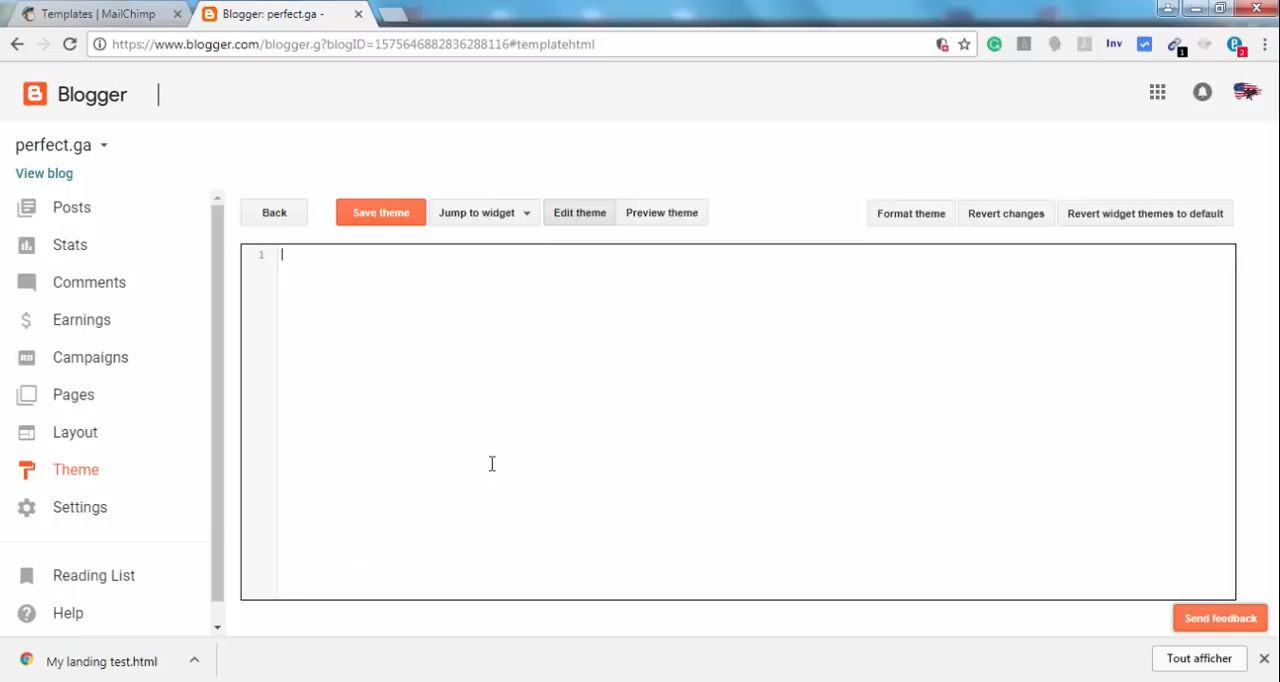 Templates | MailChimp
Blogger: perfect.ga -
https://www.blogger.com/blogger.g?blogID=1575646882836288116#templatehtml
Inv
1
2
Blogger
perfect.ga
View blog
Posts
Stats
Comments
Earnings
Campaigns
Pages
Layout
Theme
Settings
Reading List
Help
Back
Save theme
Jump to widget
Edit theme
Preview theme
Format theme
Revert changes
Revert widget themes to default
1
Send feedback
My landing test.html
Tout afficher